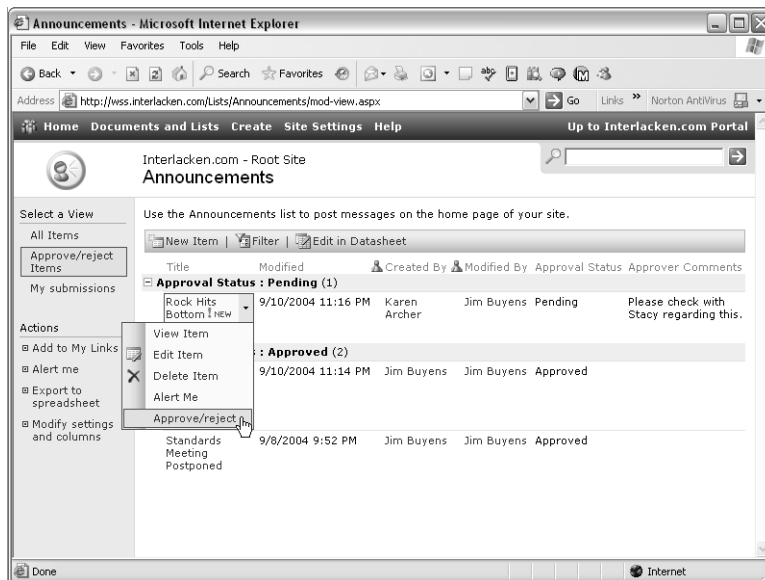 Announcements - Microsoft Internet Explorer
File Edit View Favorites Tools Help
Back Search Favorites
Address http://wss.interlacken.com/Lists/Announcements/mod-view.aspx Go Links » Norton AntiVirus
Home Documents and Lists Create Site Settings Help Up to Interlacken.com Portal
Interlacken.com - Root Site
Announcements
Select a View
All Items
Approve/reject
Items
My submissions
Actions
Add to My Links
Alert me
Export to
spreadsheet
Modify settings
and columns
Use the Announcements list to post messages on the home page of your site.
New Item | Filter | Edit in Datasheet
Title Modified Created By Modified By Approval Status Approver Comments
Approval Status : Pending (1)
Rock Hits 9/10/2004 11:16 PM Karen Jim Buyens Pending Please check with
Bottom ! NEW Archer Stacy regarding this.
View Item
Edit Item
Delete Item
Alert Me
Approve/reject
: Approved (2)
9/10/2004 11:14 PM Jim Buyens Jim Buyens Approved
Standards 9/8/2004 9:52 PM Jim Buyens Jim Buyens Approved
Meeting
Postponed
Done Internet